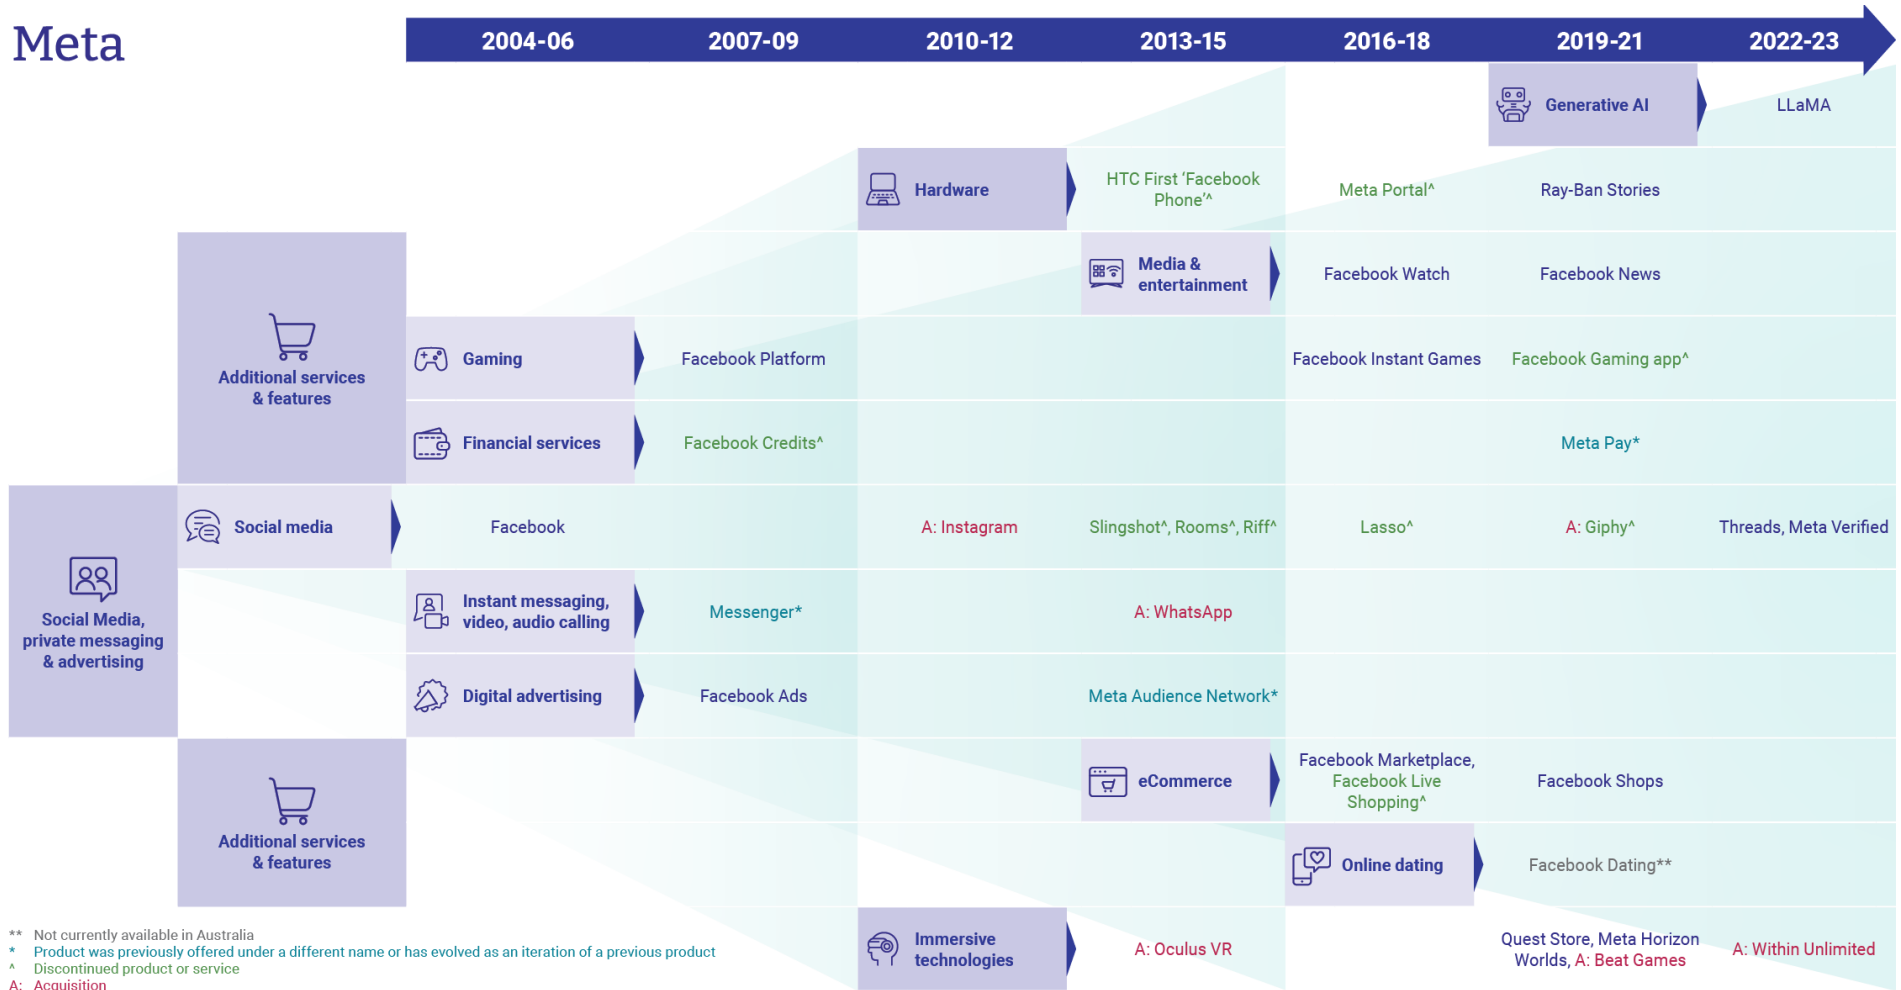 Meta
2004-06 2007-09 2010-12 2013-15 2016-18 2019-21 2022-23
Generative AI
LLaMA
Hardware
HTC First ‘Facebook
Phone’^
Meta Portal^
Ray-Ban Stories
Media &
entertainment
Facebook Watch
Facebook News
Additional services
& features
Gaming
Facebook Platform
Facebook Instant Games
Facebook Gaming app^
Financial services
Facebook Credits^
Meta Pay*
Social Media,
private messaging
& advertising
Social media
Facebook
A: Instagram
Slingshot^, Rooms^, Riff^
Lasso^
A: Giphy^
Threads, Meta Verified
Instant messaging,
video, audio calling
Messenger*
A: WhatsApp
Digital advertising
Facebook Ads
Meta Audience Network*
Additional services
& features
eCommerce
Facebook Marketplace,
Facebook Live
Shopping^
Facebook Shops
Online dating
Facebook Dating**
Immersive
technologies
A: Oculus VR
Quest Store, Meta Horizon
Worlds, A: Beat Games
A: Within Unlimited
** Not currently available in Australia
* Product was previously offered under a different name or has evolved as an iteration of a previous product
^ Discontinued product or service
A: Acquisition